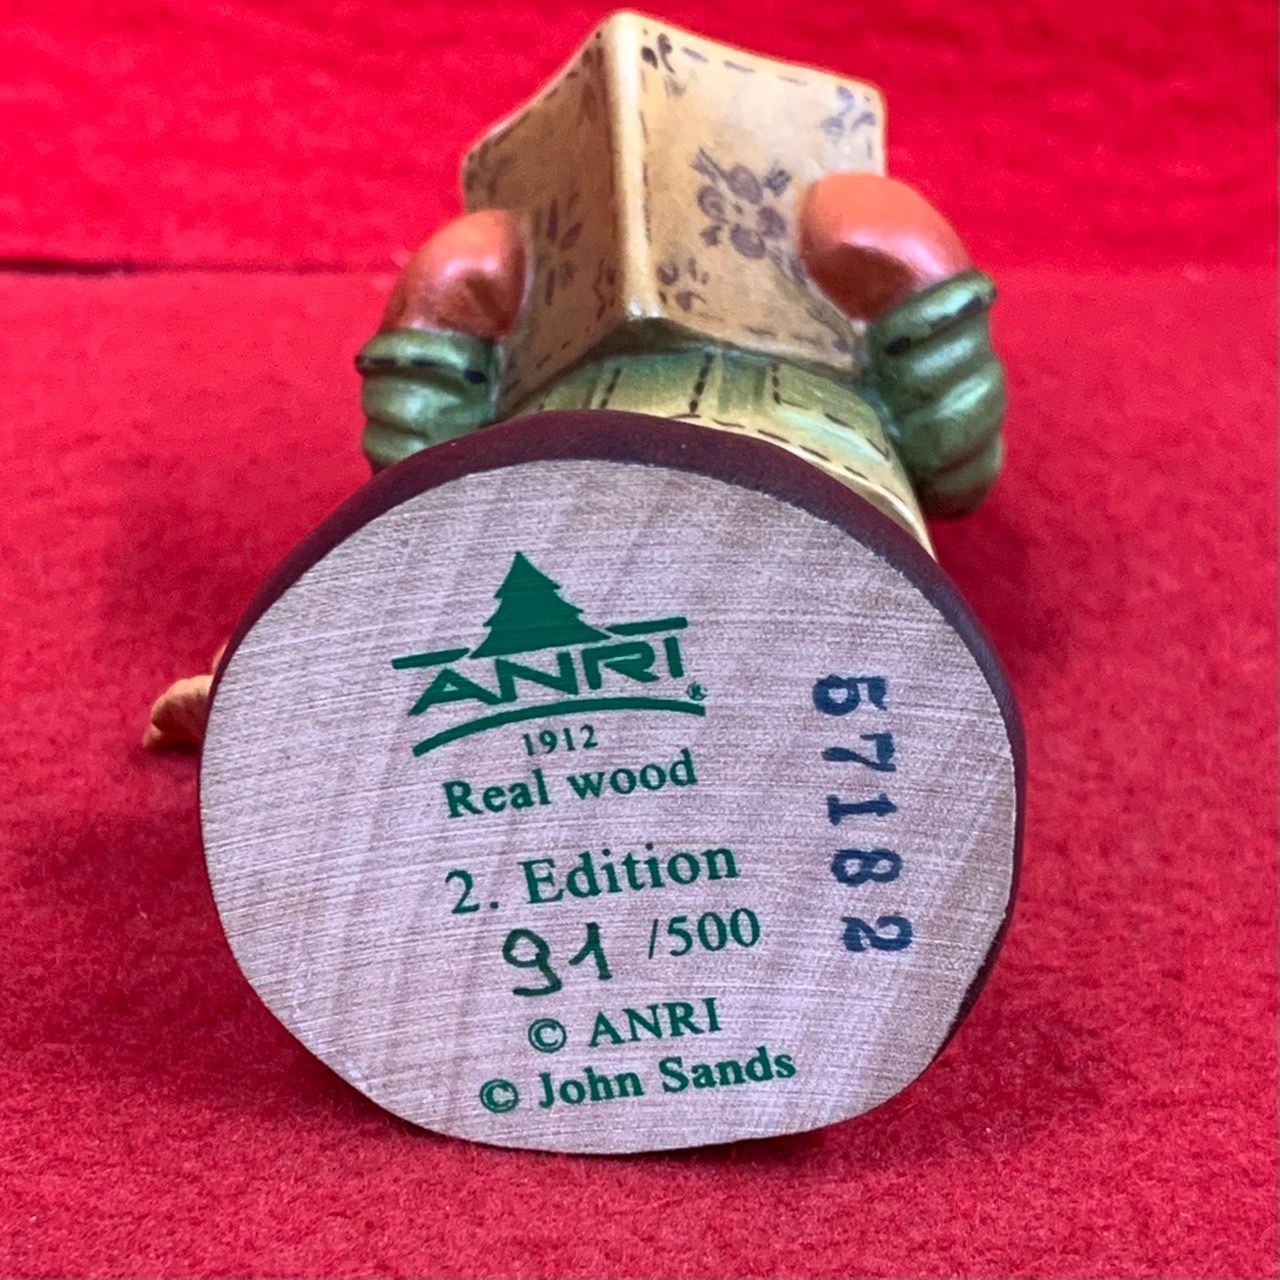 ANRI®
1912
Real wood
2. Edition
91 /500
© ANRI
© John Sands
57182